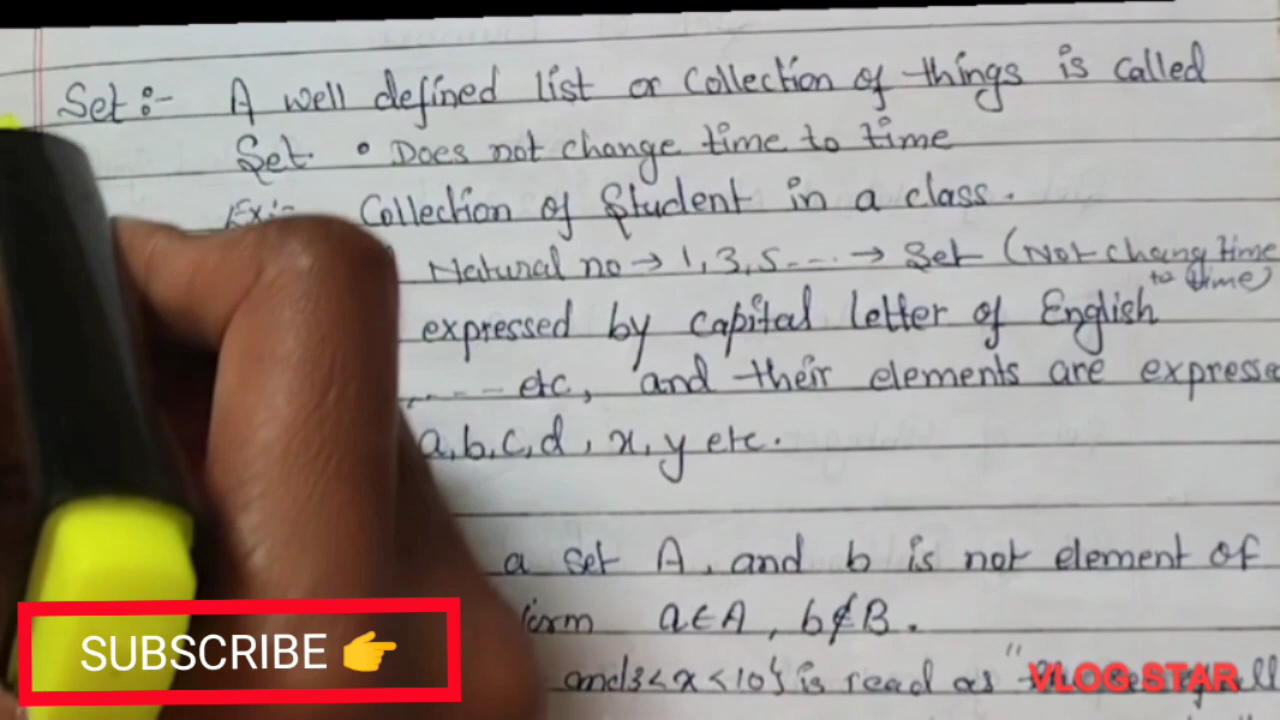 Set:- A well defined list or Collection of things is called
Set. • Does not change time to time
Ex:- Collection of Student in a class.
Natural no → 1, 3, 5 .... → Set (Not chang time
to time)
expressed by capital letter of English
, .... etc, and their elements are expresse
a, b, c, d, x, y etc.
a set A, and b is not element of
form a∈A, b∉B.
and 3<x<10} is read as "
SUBSCRIBE 👉
VLOG STAR